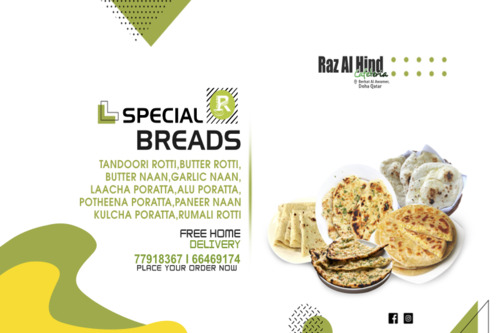 Raz Al Hind
Cafeteria
Berkat Al Awamer,
Doha Qatar
R
SPECIAL
BREADS
TANDOORI ROTTI,BUTTER ROTTI,
BUTTER NAAN,GARLIC NAAN,
LAACHA PORATTA,ALU PORATTA,
POTHEENA PORATTA,PANEER NAAN
KULCHA PORATTA,RUMALI ROTTI
FREE HOME
DELIVERY
77918367 I 66469174
PLACE YOUR ORDER NOW